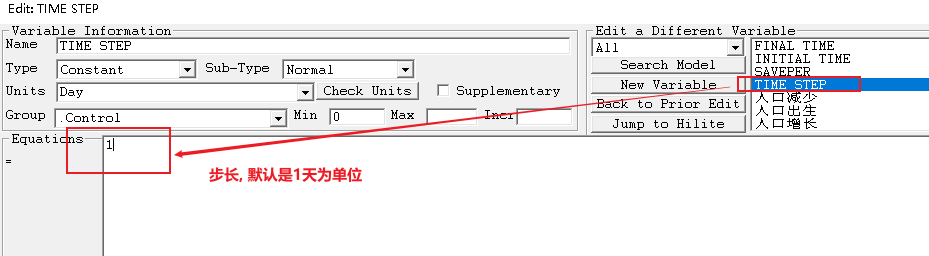 Edit: TIME STEP
Variable Information
Name TIME STEP
Type Constant Sub-Type Normal
Units Day Check Units Supplementary
Group .Control Min 0 Max Incr
Edit a Different Variable
All
Search Model
New Variable
Back to Prior Edit
Jump to Hilite
FINAL TIME
INITIAL TIME
SAVEPER
TIME STEP
人口减少
人口出生
人口增长
Equations
= 1
步长, 默认是1天为单位